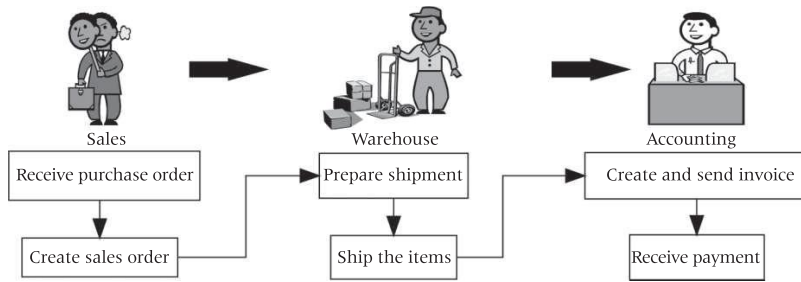 Sales
Warehouse
Accounting
Receive purchase order
Prepare shipment
Create and send invoice
Create sales order
Ship the items
Receive payment